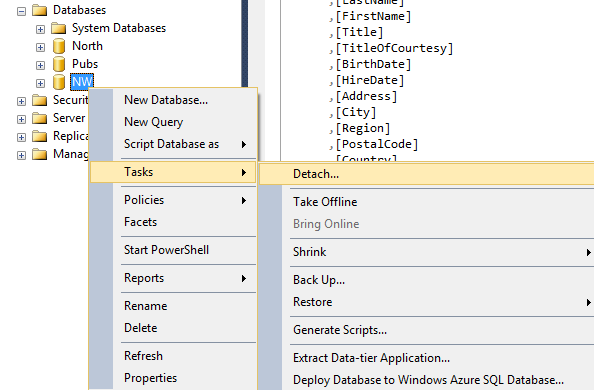 Databases
System Databases
North
Pubs
NW
Securit
Server
Replica
Manag
New Database...
New Query
Script Database as
Tasks
Policies
Facets
Start PowerShell
Reports
Rename
Delete
Refresh
Properties
Detach...
Take Offline
Bring Online
Shrink
Back Up...
Restore
Generate Scripts...
Extract Data-tier Application...
Deploy Database to Windows Azure SQL Database...
,[LastName]
,[FirstName]
,[Title]
,[TitleOfCourtesy]
,[BirthDate]
,[HireDate]
,[Address]
,[City]
,[Region]
,[PostalCode]
,[Country]